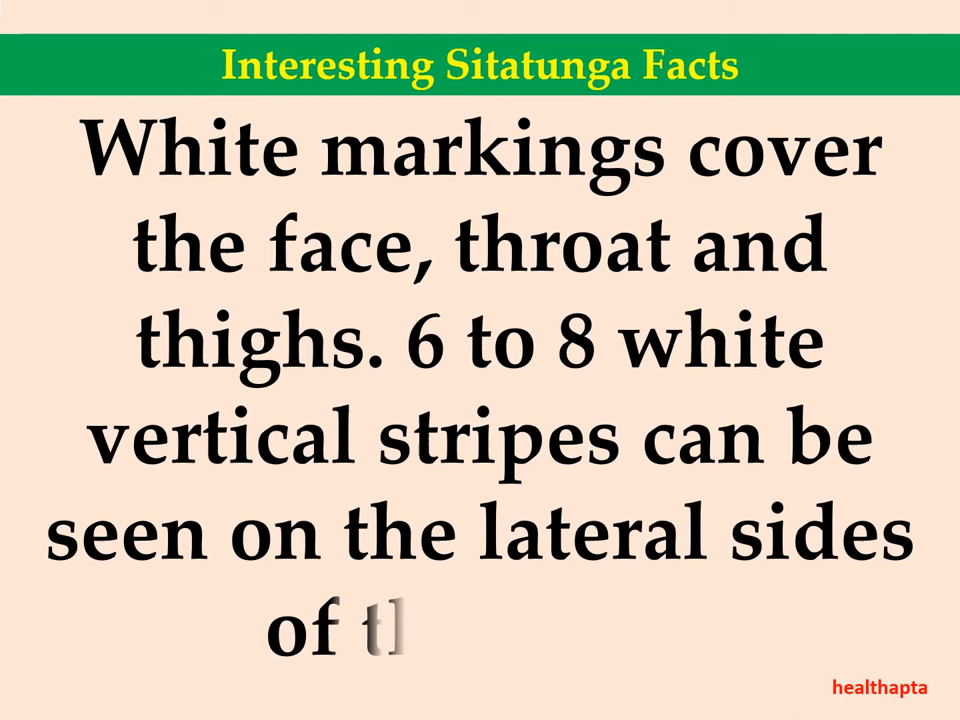 Interesting Sitatunga Facts
White markings cover
the face, throat and
thighs. 6 to 8 white
vertical stripes can be
seen on the lateral sides
of
healthapta